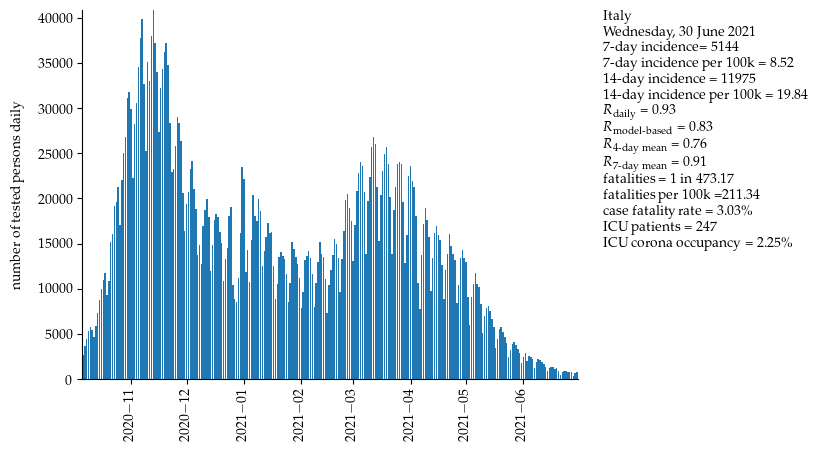 40000
35000
30000
25000
20000
15000
10000
5000
0
number of tested persons daily
2020−11
2020−12
2021−01
2021−02
2021−03
2021−04
2021−05
2021−06
Italy
Wednesday, 30 June 2021
7-day incidence= 5144
7-day incidence per 100k = 8.52
14-day incidence = 11975
14-day incidence per 100k = 19.84
R daily = 0.93
R model-based = 0.83
R 4-day mean = 0.76
R 7-day mean = 0.91
fatalities = 1 in 473.17
fatalities per 100k =211.34
case fatality rate = 3.03%
ICU patients = 247
ICU corona occupancy = 2.25%